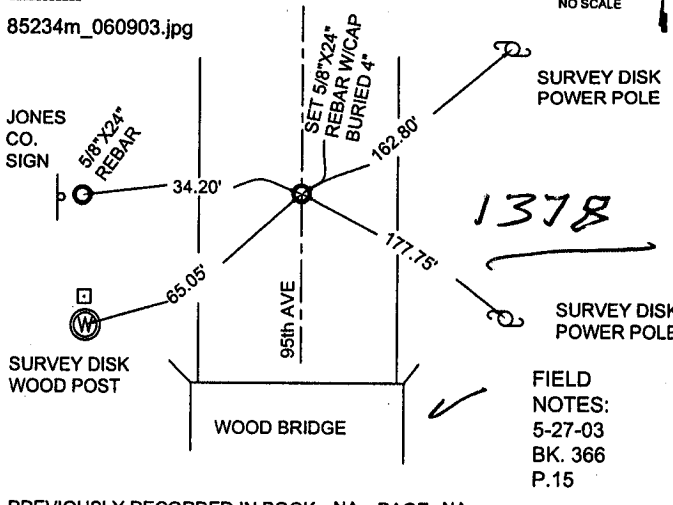 NO SCALE
85234m_060903.jpg
SURVEY DISK
POWER POLE
JONES
CO.
SIGN
5/8"X24"
REBAR
SET 5/8"X24"
REBAR W/CAP
BURIED 4"
162.80'
34.20'
1378
177.75'
65.05'
95th AVE
W
SURVEY DISK
WOOD POST
SURVEY DISK
POWER POLE
WOOD BRIDGE
FIELD
NOTES:
5-27-03
BK. 366
P.15
PREVIOUSLY RECORDED IN BOOK NA PAGE NA